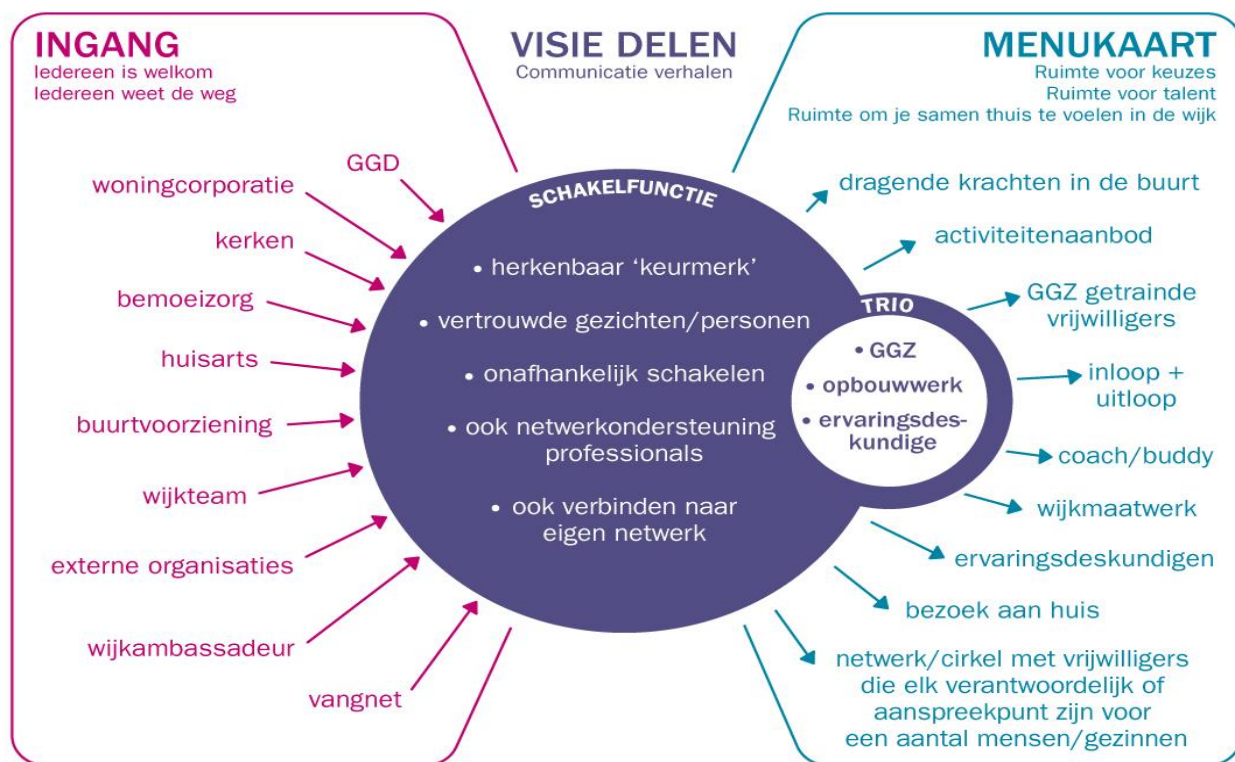 INGANG
Iedereen is welkom
Iedereen weet de weg
GGD
woningcorporatie
kerken
bemoeizorg
huisarts
buurtvoorziening
wijkteam
externe organisaties
wijkambassadeur
vangnet
VISIE DELEN
Communicatie verhalen
SCHAKELFUNCTIE
• herkenbaar ‘keurmerk’
• vertrouwde gezichten/personen
• onafhankelijk schakelen
• ook netwerkondersteuning
professionals
• ook verbinden naar
eigen netwerk
TRIO
• GGZ
• opbouwwerk
• ervaringsdes-
kundige
MENUKAART
Ruimte voor keuzes
Ruimte voor talent
Ruimte om je samen thuis te voelen in de wijk
dragende krachten in de buurt
activiteitenaanbod
GGZ getrainde
vrijwilligers
inloop +
uitloop
coach/buddy
wijkmaatwerk
ervaringsdeskundigen
bezoek aan huis
netwerk/cirkel met vrijwilligers
die elk verantwoordelijk of
aanspreekpunt zijn voor
een aantal mensen/gezinnen